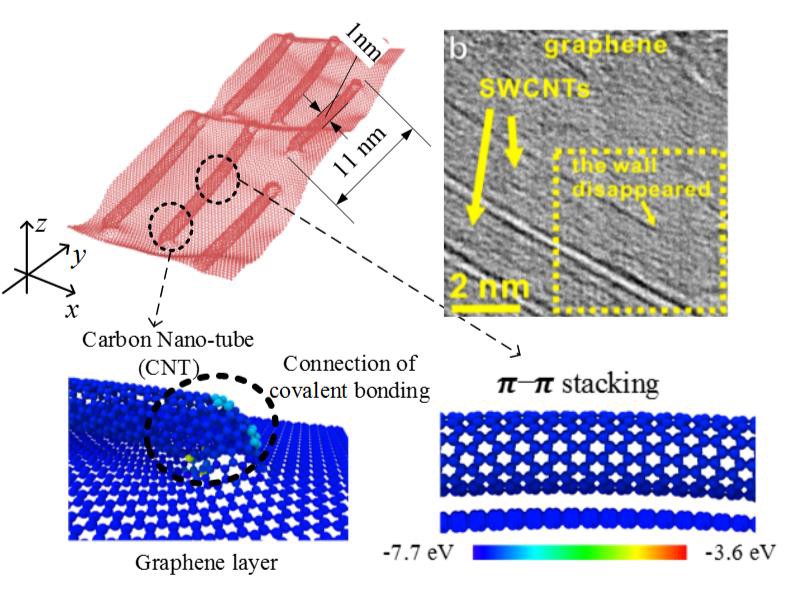 1nm
11 nm
z
y
x
b
graphene
SWCNTs
the wall
disappeared
2 nm
Carbon Nano-tube
(CNT)
Connection of
covalent bonding
Graphene layer
π−π stacking
-7.7 eV
-3.6 eV